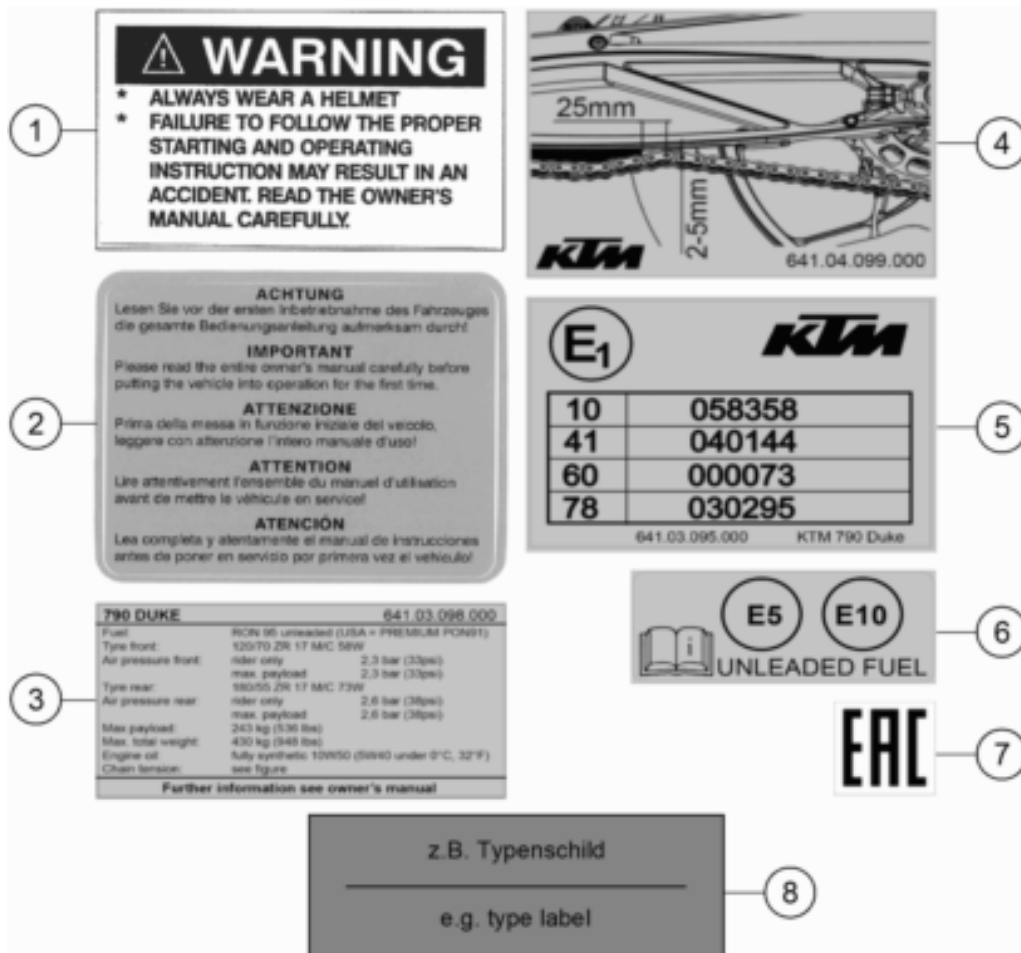 WARNING
* ALWAYS WEAR A HELMET
* FAILURE TO FOLLOW THE PROPER
STARTING AND OPERATING
INSTRUCTION MAY RESULT IN AN
ACCIDENT. READ THE OWNER'S
MANUAL CAREFULLY.
1
25mm
2-5mm
KTM
641.04.099.000
4
ACHTUNG
Lesen Sie vor der ersten Inbetriebnahme des Fahrzeuges
die gesamte Bedienungsanleitung aufmerksam durch!
IMPORTANT
Please read the entire owner's manual carefully before
putting the vehicle into operation for the first time.
ATTENZIONE
Prima della messa in funzione iniziale del veicolo,
leggere con attenzione l'intero manuale d'uso!
ATTENTION
Lire attentivement l'ensemble du manuel d'utilisation
avant de mettre le véhicule en service!
ATENCIÓN
Lea completa y atentamente el manual de instrucciones
antes de poner en servicio por primera vez el vehículo!
2
E1
KTM
10 058358
41 040144
60 000073
78 030295
641.03.095.000 KTM 790 Duke
5
790 DUKE 641.03.098.000
Fuel: RON 95 unleaded (USA = PREMIUM PON91)
Tyre front: 120/70 ZR 17 M/C 58W
Air pressure front: rider only 2,3 bar (33psi)
max. payload 2,3 bar (33psi)
Tyre rear: 180/55 ZR 17 M/C 73W
Air pressure rear: rider only 2,6 bar (38psi)
max. payload 2,6 bar (38psi)
Max payload: 243 kg (536 lbs)
Max. total weight: 430 kg (948 lbs)
Engine oil: fully synthetic 10W50 (5W40 under 0°C, 32°F)
Chain tension: see figure
Further information see owner's manual
3
E5 E10
i
UNLEADED FUEL
6
EAC
7
z.B. Typenschild
e.g. type label
8